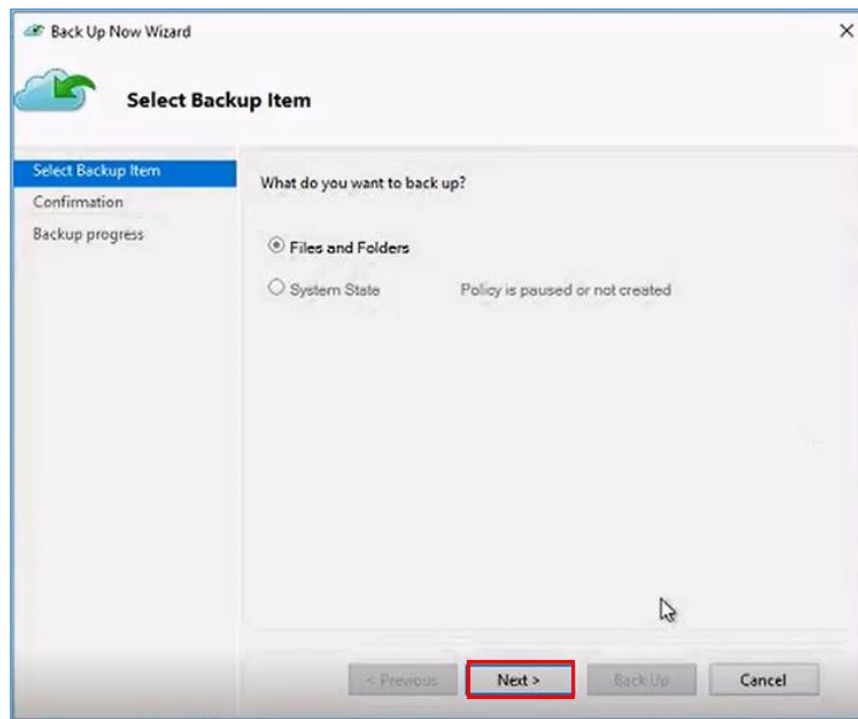 Back Up Now Wizard
Select Backup Item
Select Backup Item
Confirmation
Backup progress
What do you want to back up?
Files and Folders
System State Policy is paused or not created
< Previous Next > Back Up Cancel